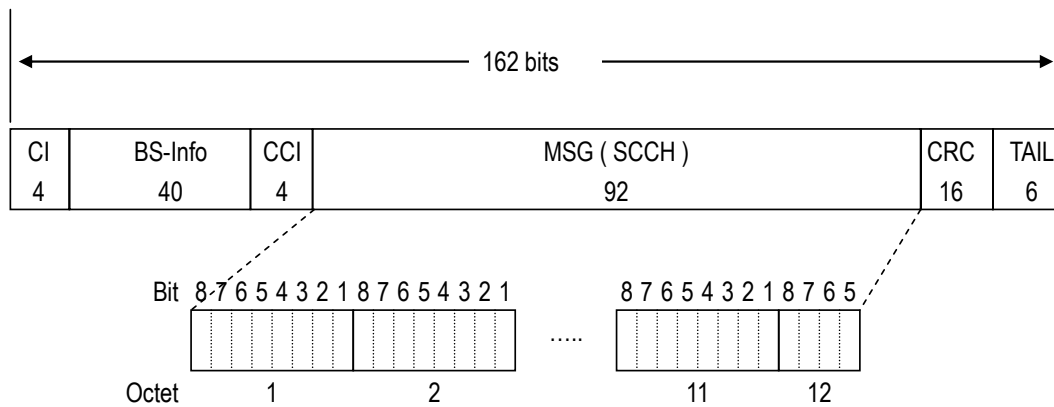 162 bits
CI BS-Info CCI MSG ( SCCH ) CRC TAIL
4 40 4 92 16 6
Bit 8 7 6 5 4 3 2 1 8 7 6 5 4 3 2 1 8 7 6 5 4 3 2 1 8 7 6 5
.....
Octet 1 2 11 12